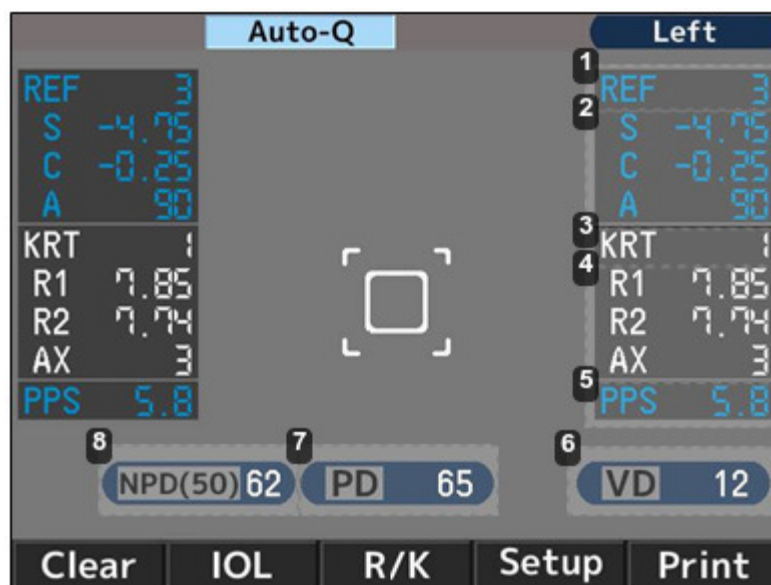 Auto-Q Left
REF 3
S -4.75
C -0.25
A 90
KRT 1
R1 7.85
R2 7.74
AX 3
PPS 5.8
1
REF 3
2
S -4.75
C -0.25
A 90
3
KRT 1
4
R1 7.85
R2 7.74
AX 3
5
PPS 5.8
8 7 6
NPD(50) 62 PD 65 VD 12
Clear IOL R/K Setup Print